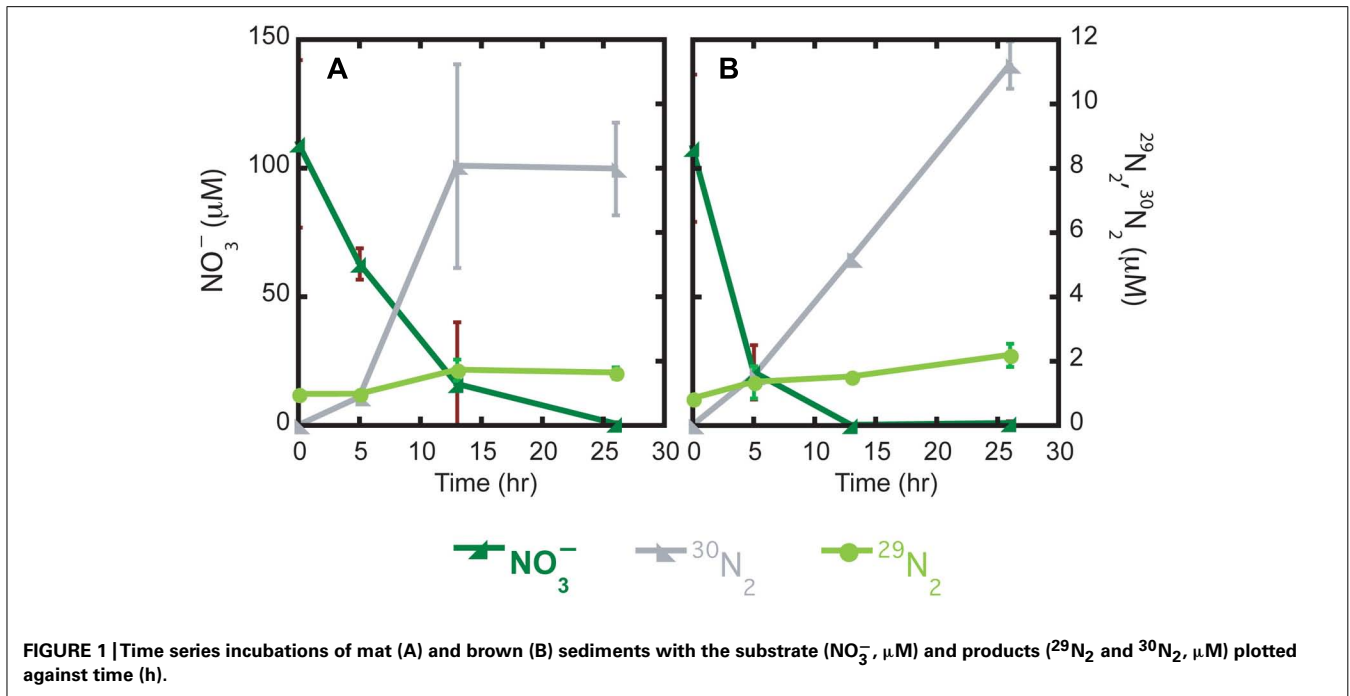 150
100
50
0
NO₃⁻ (μM)
A
0 5 10 15 20 25 30
Time (hr)
B
0 5 10 15 20 25 30
Time (hr)
12
10
8
6
4
2
0
²⁹N₂, ³⁰N₂ (μM)
NO₃⁻ ³⁰N₂ ²⁹N₂
FIGURE 1 | Time series incubations of mat (A) and brown (B) sediments with the substrate (NO₃⁻, μM) and products (²⁹N₂ and ³⁰N₂, μM) plotted
against time (h).